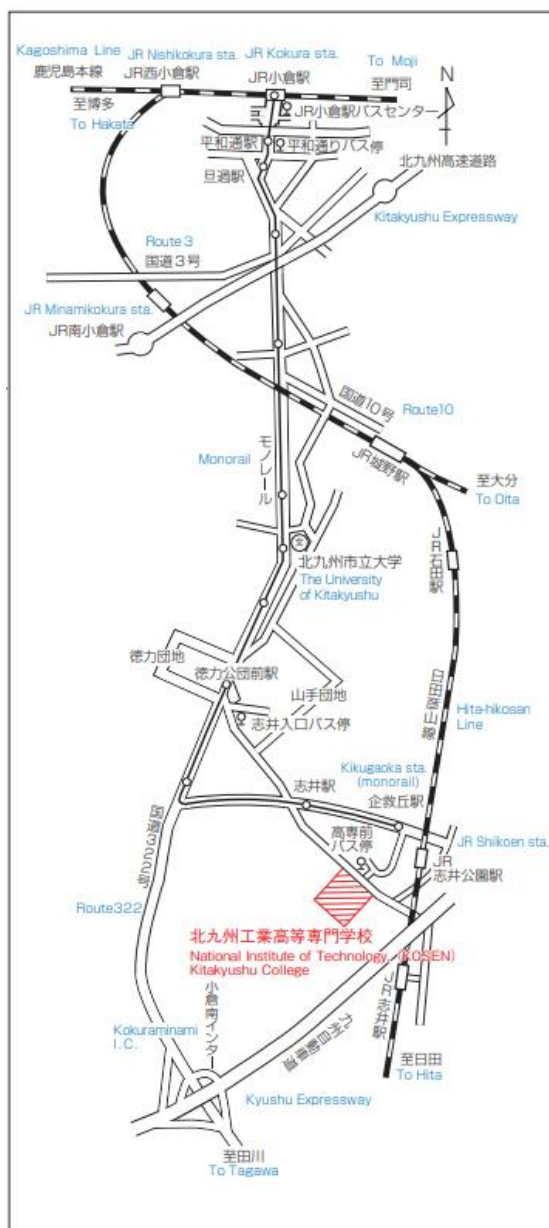 Kagoshima Line
鹿児島本線
JR Nishikokura sta.
JR西小倉駅
JR Kokura sta.
JR小倉駅
To Moji
至門司
N
至博多
To Hakata
JR小倉駅バスセンター
平和通駅
平和通りバス停
旦過駅
北九州高速道路
Kitakyushu Expressway
Route 3
国道3号
JR Minamikokura sta.
JR南小倉駅
国道10号
Route10
Monorail
モノレール
JR城野駅
至大分
To Oita
JR石田駅
北九州市立大学
The University
of Kitakyushu
徳力団地
徳力公団前駅
山手団地
志井入口バス停
日田彦山線
Hita-hikosan
Line
Kikugaoka sta.
(monorail)
志井駅
企救丘駅
高専前
バス停
JR Shiikoen sta.
JR
志井公園駅
国道322号
Route322
北九州工業高等専門学校
National Institute of Technology, (KOSEN)
Kitakyushu College
小倉南インター
Kokuraminami
I.C.
九州自動車道
Kyushu Expressway
JR志井駅
至日田
To Hita
至田川
To Tagawa